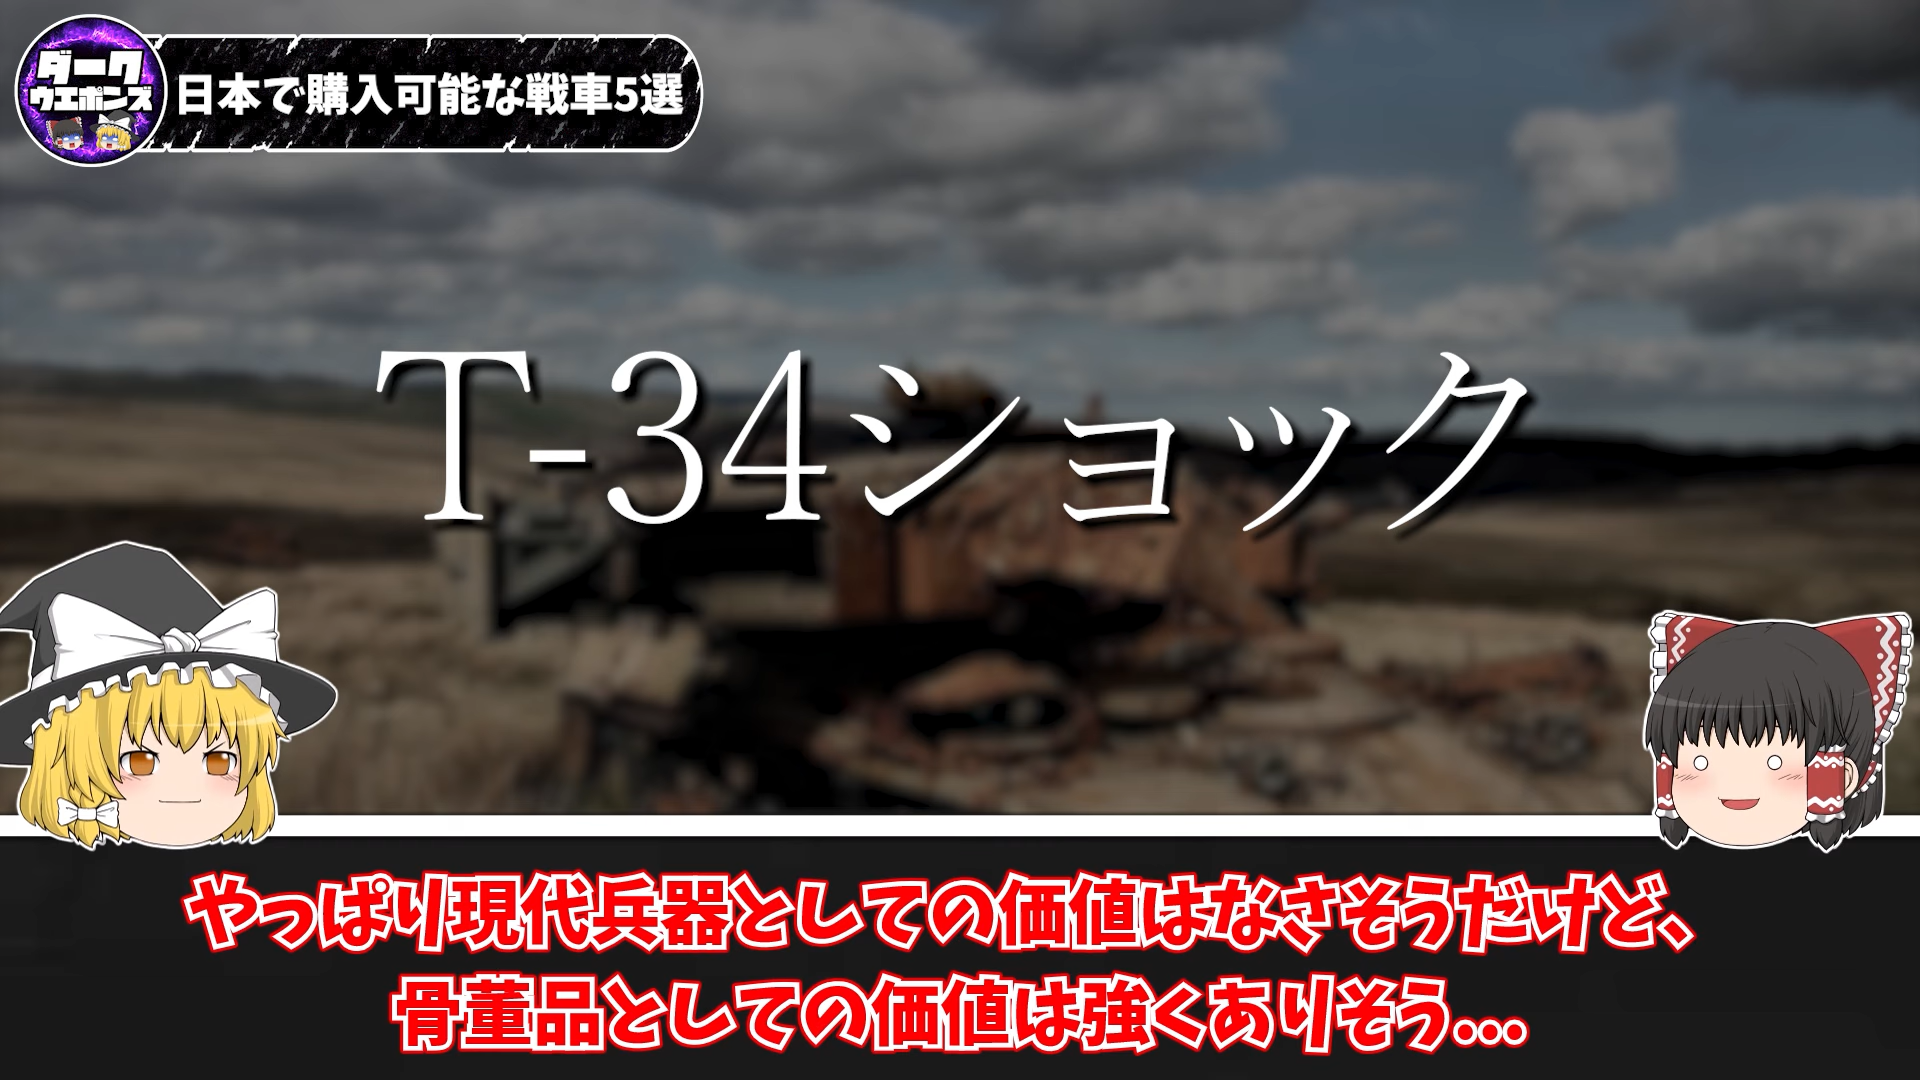 ダーク
ウエポンズ
日本で購入可能な戦車5選
T-34ショック
やっぱり現代兵器としての価値はなさそうだけど、
骨董品としての価値は強くありそう...